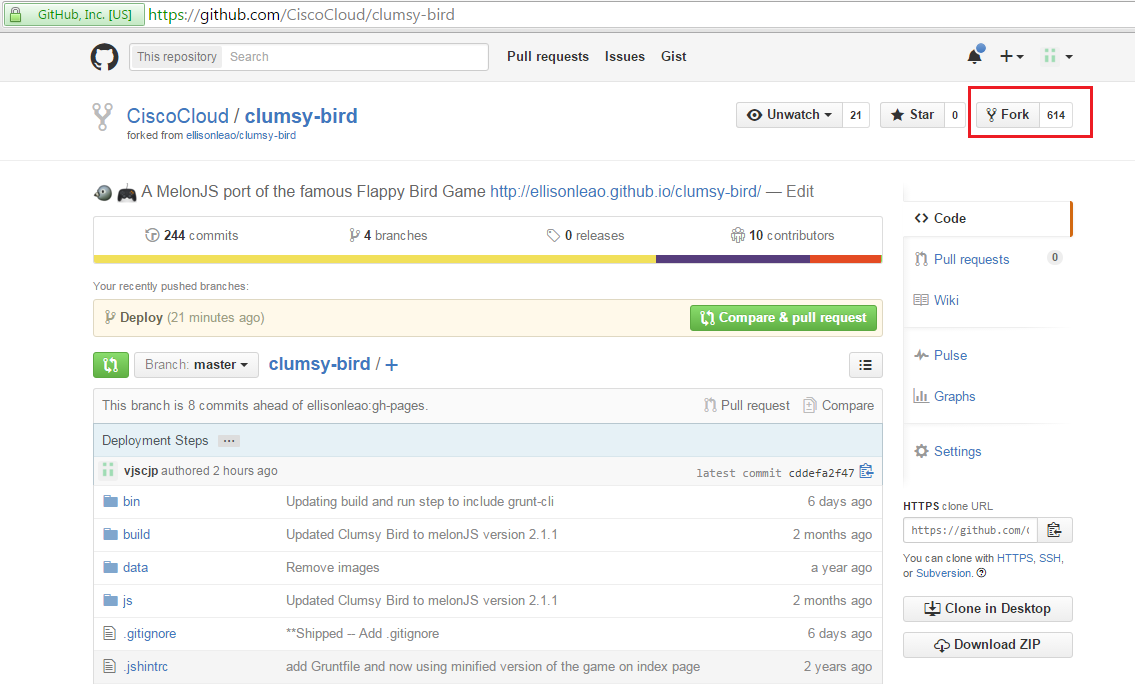 GitHub, Inc. [US] https://github.com/CiscoCloud/clumsy-bird
This repository Search Pull requests Issues Gist
CiscoCloud / clumsy-bird Unwatch 21 Star 0 Fork 614
forked from ellisonleao/clumsy-bird
A MelonJS port of the famous Flappy Bird Game http://ellisonleao.github.io/clumsy-bird/ — Edit
244 commits 4 branches 0 releases 10 contributors
Your recently pushed branches:
Deploy (21 minutes ago) Compare & pull request
Branch: master clumsy-bird / +
This branch is 8 commits ahead of ellisonleao:gh-pages. Pull request Compare
Deployment Steps ...
vjscjp authored 2 hours ago latest commit cddefa2f47
bin Updating build and run step to include grunt-cli 6 days ago
build Updated Clumsy Bird to melonJS version 2.1.1 2 months ago
data Remove images a year ago
js Updated Clumsy Bird to melonJS version 2.1.1 2 months ago
.gitignore **Shipped -- Add .gitignore 6 days ago
.jshintrc add Gruntfile and now using minified version of the game on index page 2 years ago
Code
Pull requests 0
Wiki
Pulse
Graphs
Settings
HTTPS clone URL
https://github.com/C
You can clone with HTTPS, SSH,
or Subversion.
Clone in Desktop
Download ZIP